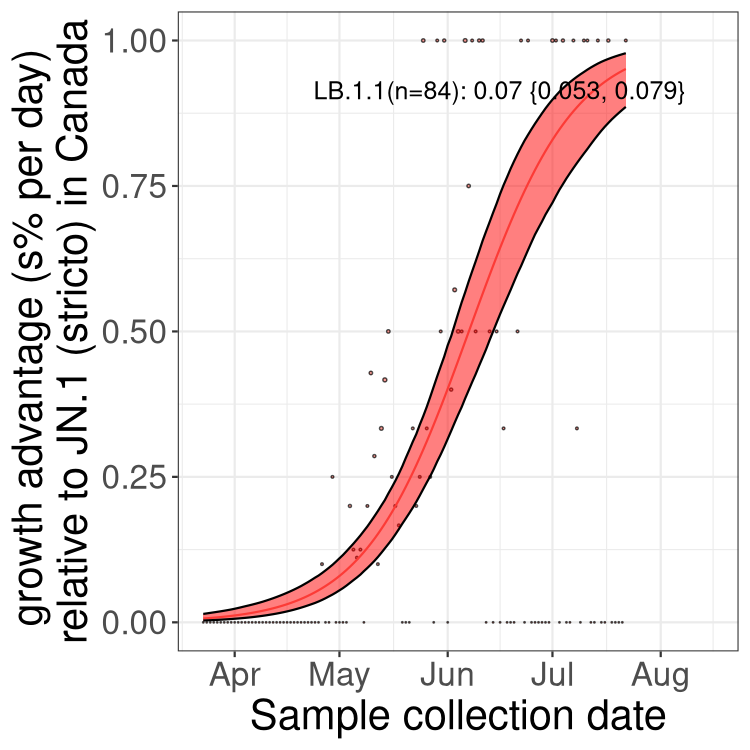 growth advantage (s% per day)
relative to JN.1 (stricto) in Canada
1.00
0.75
0.50
0.25
0.00
LB.1.1(n=84): 0.07 {0.053, 0.079}
Apr May Jun Jul Aug
Sample collection date